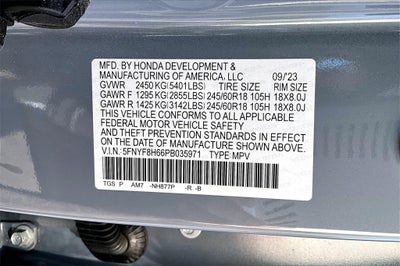 MFD. BY HONDA DEVELOPMENT &
MANUFACTURING OF AMERICA, LLC 09/'23
GVWR 2450 KG (5401LBS) TIRE SIZE RIM SIZE
GAWR F 1295 KG (2855LBS) 245/60R18 105H 18X8.0J
GAWR R 1425 KG (3142LBS) 245/60R18 105H 18X8.0J
THIS VEHICLE CONFORMS TO ALL APPLICABLE
FEDERAL MOTOR VEHICLE SAFETY, BUMPER,
AND THEFT PREVENTION STANDARDS IN EFFECT
ON THE DATE OF MANUFACTURE SHOWN ABOVE.
V.I.N.: 5FNYF8H66PB035971 TYPE: MPV
TGS P AM7 -NH877P -R -B